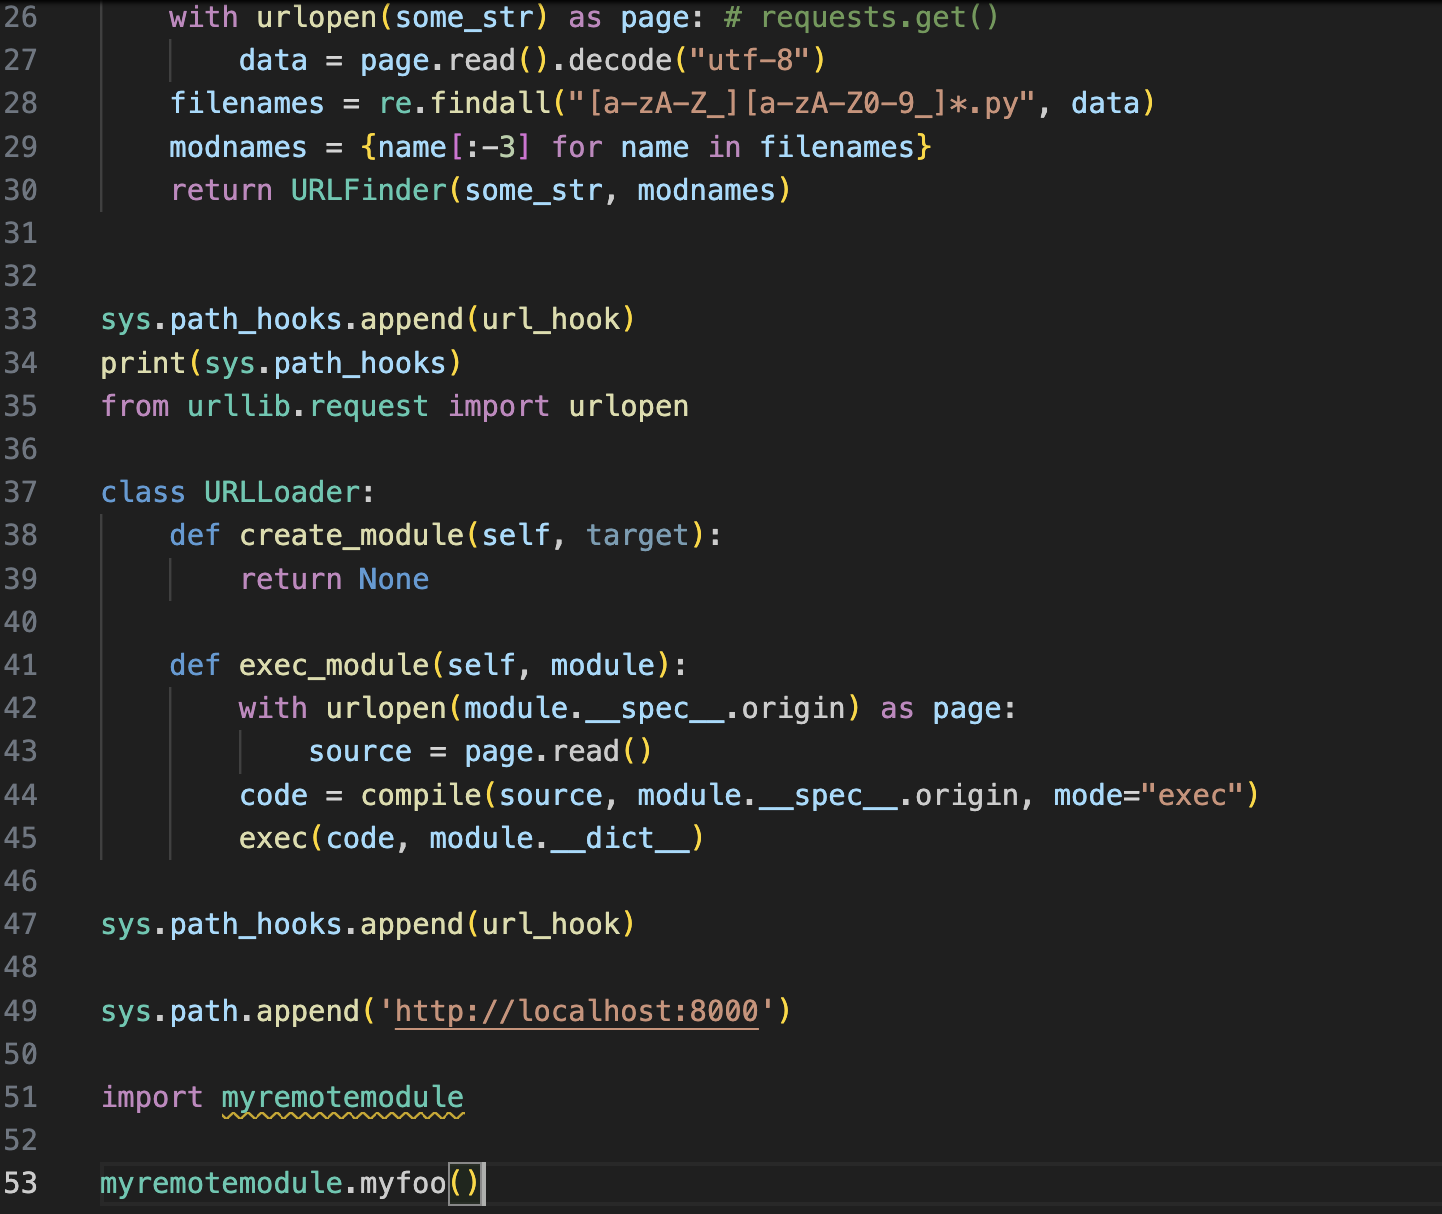 26 with urlopen(some_str) as page: # requests.get()
27 data = page.read().decode("utf-8")
28 filenames = re.findall("[a-zA-Z_][a-zA-Z0-9_]*.py", data)
29 modnames = {name[:-3] for name in filenames}
30 return URLFinder(some_str, modnames)
31
32
33 sys.path_hooks.append(url_hook)
34 print(sys.path_hooks)
35 from urllib.request import urlopen
36
37 class URLLoader:
38 def create_module(self, target):
39 return None
40
41 def exec_module(self, module):
42 with urlopen(module.__spec__.origin) as page:
43 source = page.read()
44 code = compile(source, module.__spec__.origin, mode="exec")
45 exec(code, module.__dict__)
46
47 sys.path_hooks.append(url_hook)
48
49 sys.path.append('http://localhost:8000')
50
51 import myremotemodule
52
53 myremotemodule.myfoo()